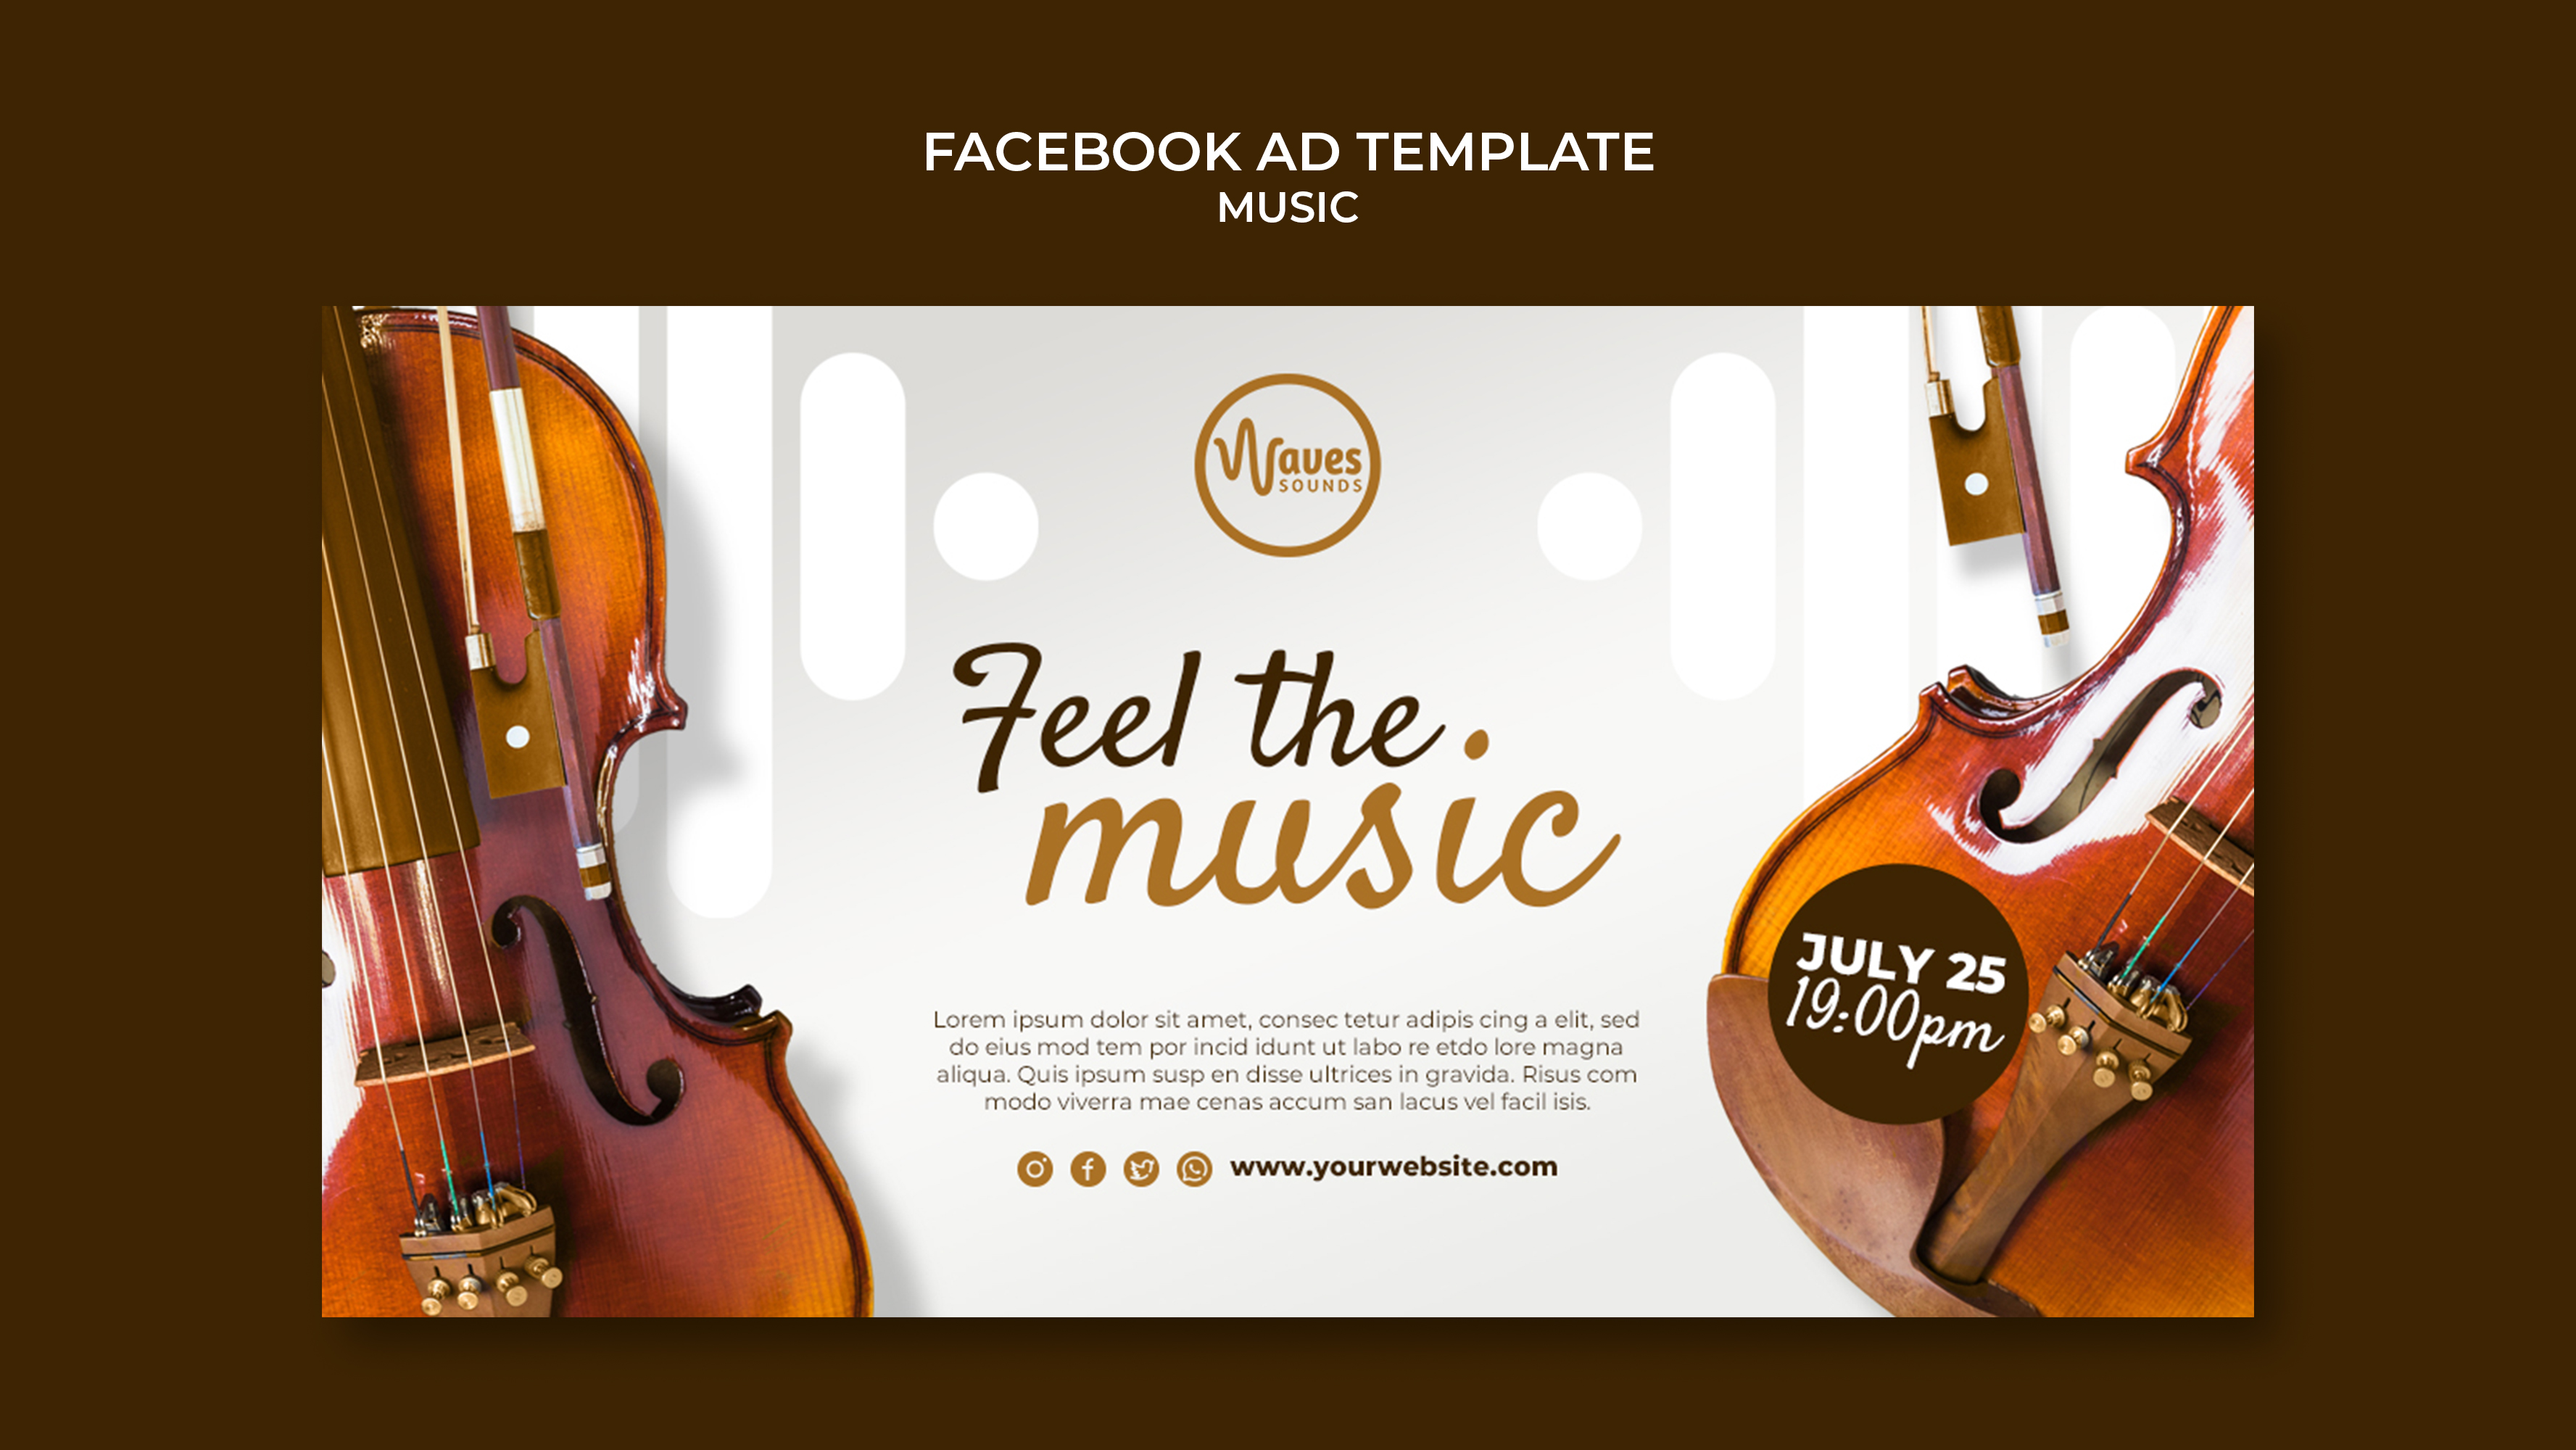 FACEBOOK AD TEMPLATE
MUSIC
Waves
SOUNDS
Feel the
music
JULY 25
19:00pm
Lorem ipsum dolor sit amet, consec tetur adipis cing a elit, sed
do eius mod tem por incid idunt ut labo re etdo lore magna
aliqua. Quis ipsum susp en disse ultrices in gravida. Risus com
modo viverra mae cenas accum san lacus vel facil isis.
www.yourwebsite.com